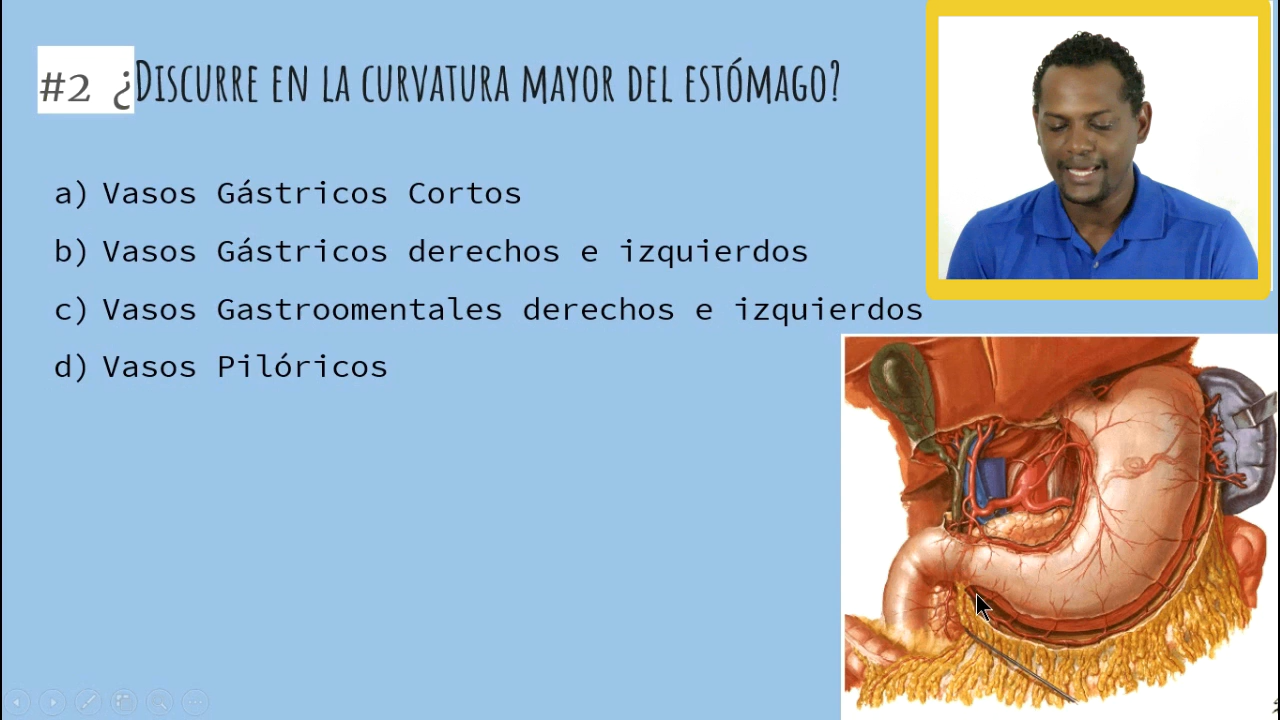 #2 ¿Discurre en la curvatura mayor del estómago?
a) Vasos Gástricos Cortos
b) Vasos Gástricos derechos e izquierdos
c) Vasos Gastroomentales derechos e izquierdos
d) Vasos Pilóricos